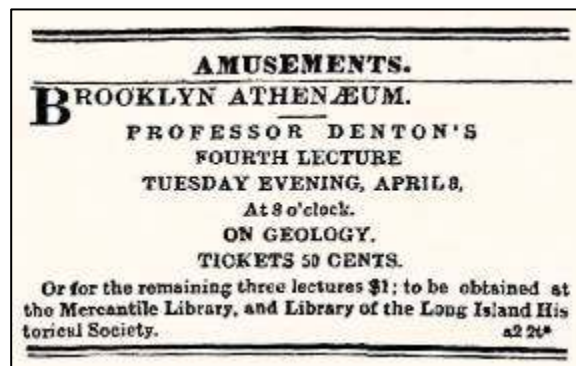 AMUSEMENTS.
BROOKLYN ATHENÆUM.
PROFESSOR DENTON'S
FOURTH LECTURE
TUESDAY EVENING, APRIL 8,
At 8 o'clock.
ON GEOLOGY.
TICKETS 50 CENTS.
Or for the remaining three lectures $1; to be obtained at
the Mercantile Library, and Library of the Long Island His
torical Society. a2 2t*